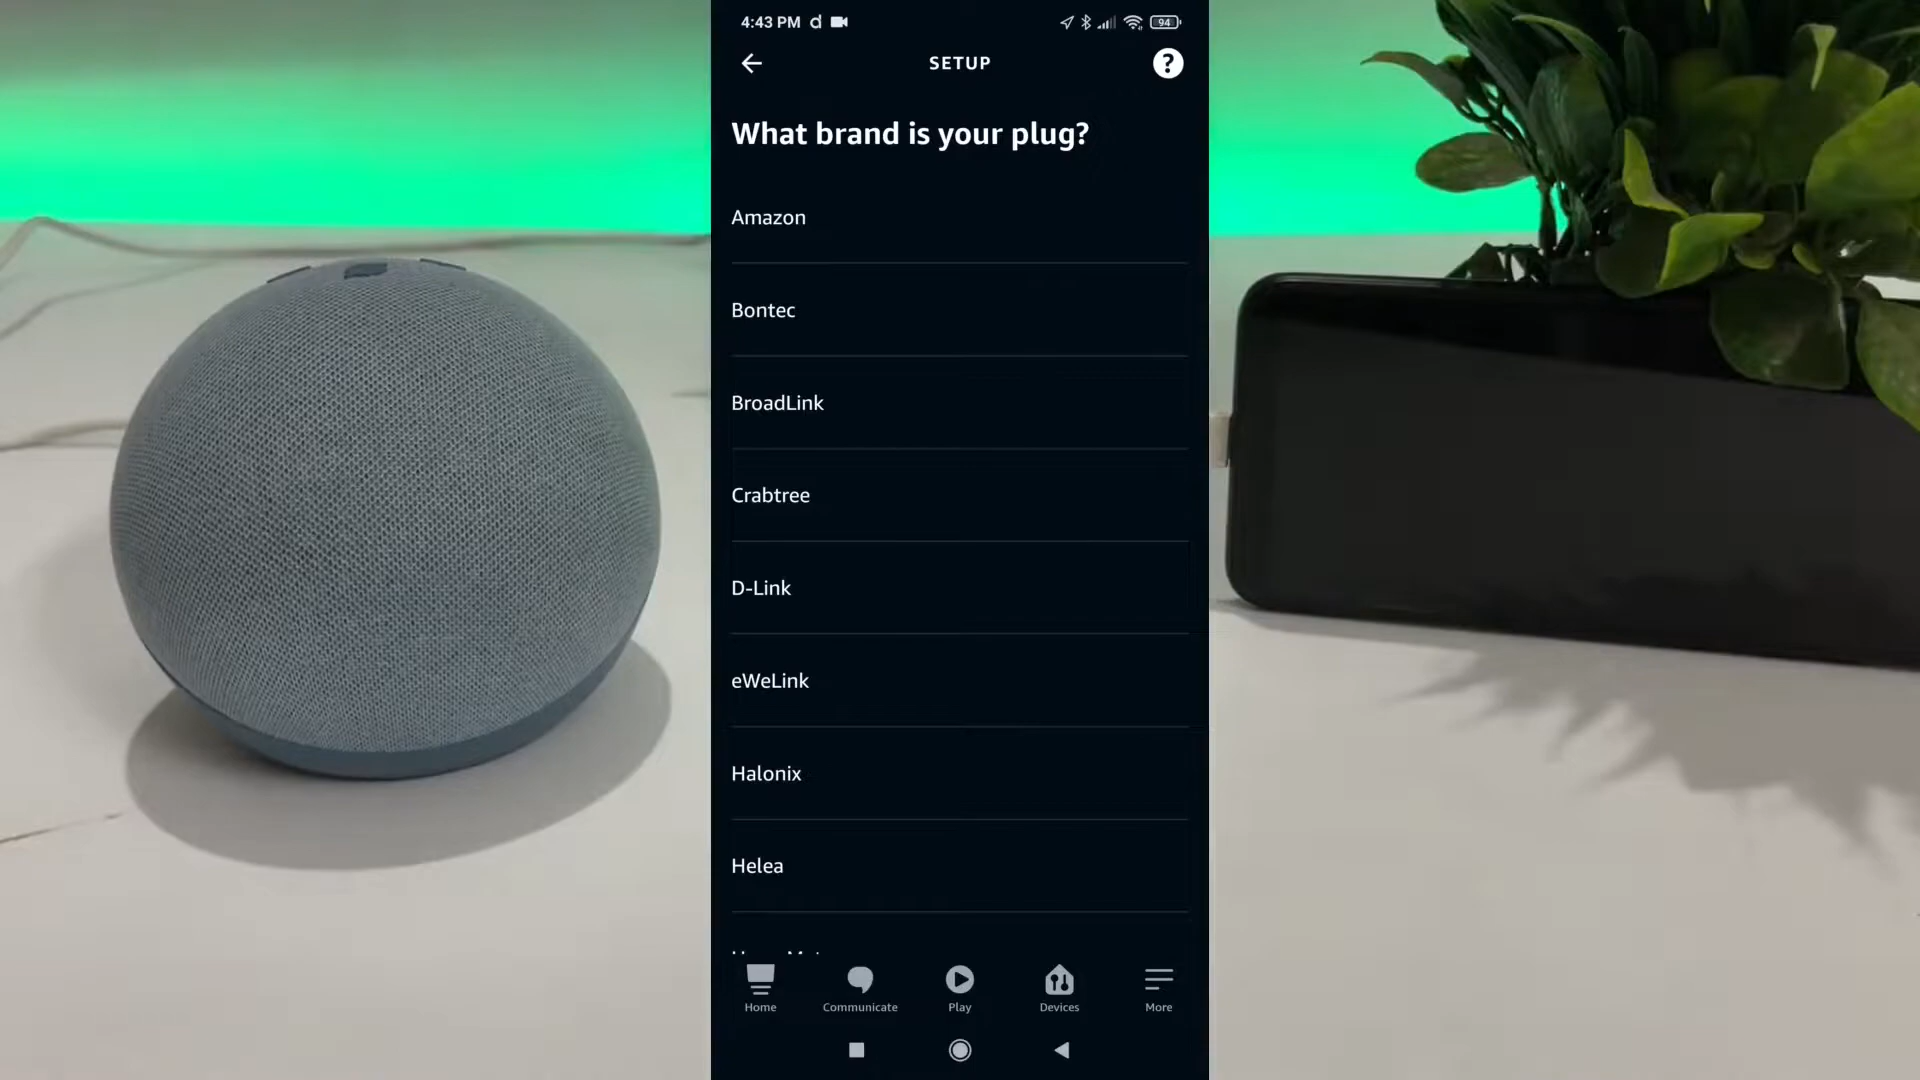 4:43 PM
94
SETUP
?
What brand is your plug?
Amazon
Bontec
BroadLink
Crabtree
D-Link
eWeLink
Halonix
Helea
Home
Communicate
Play
Devices
More